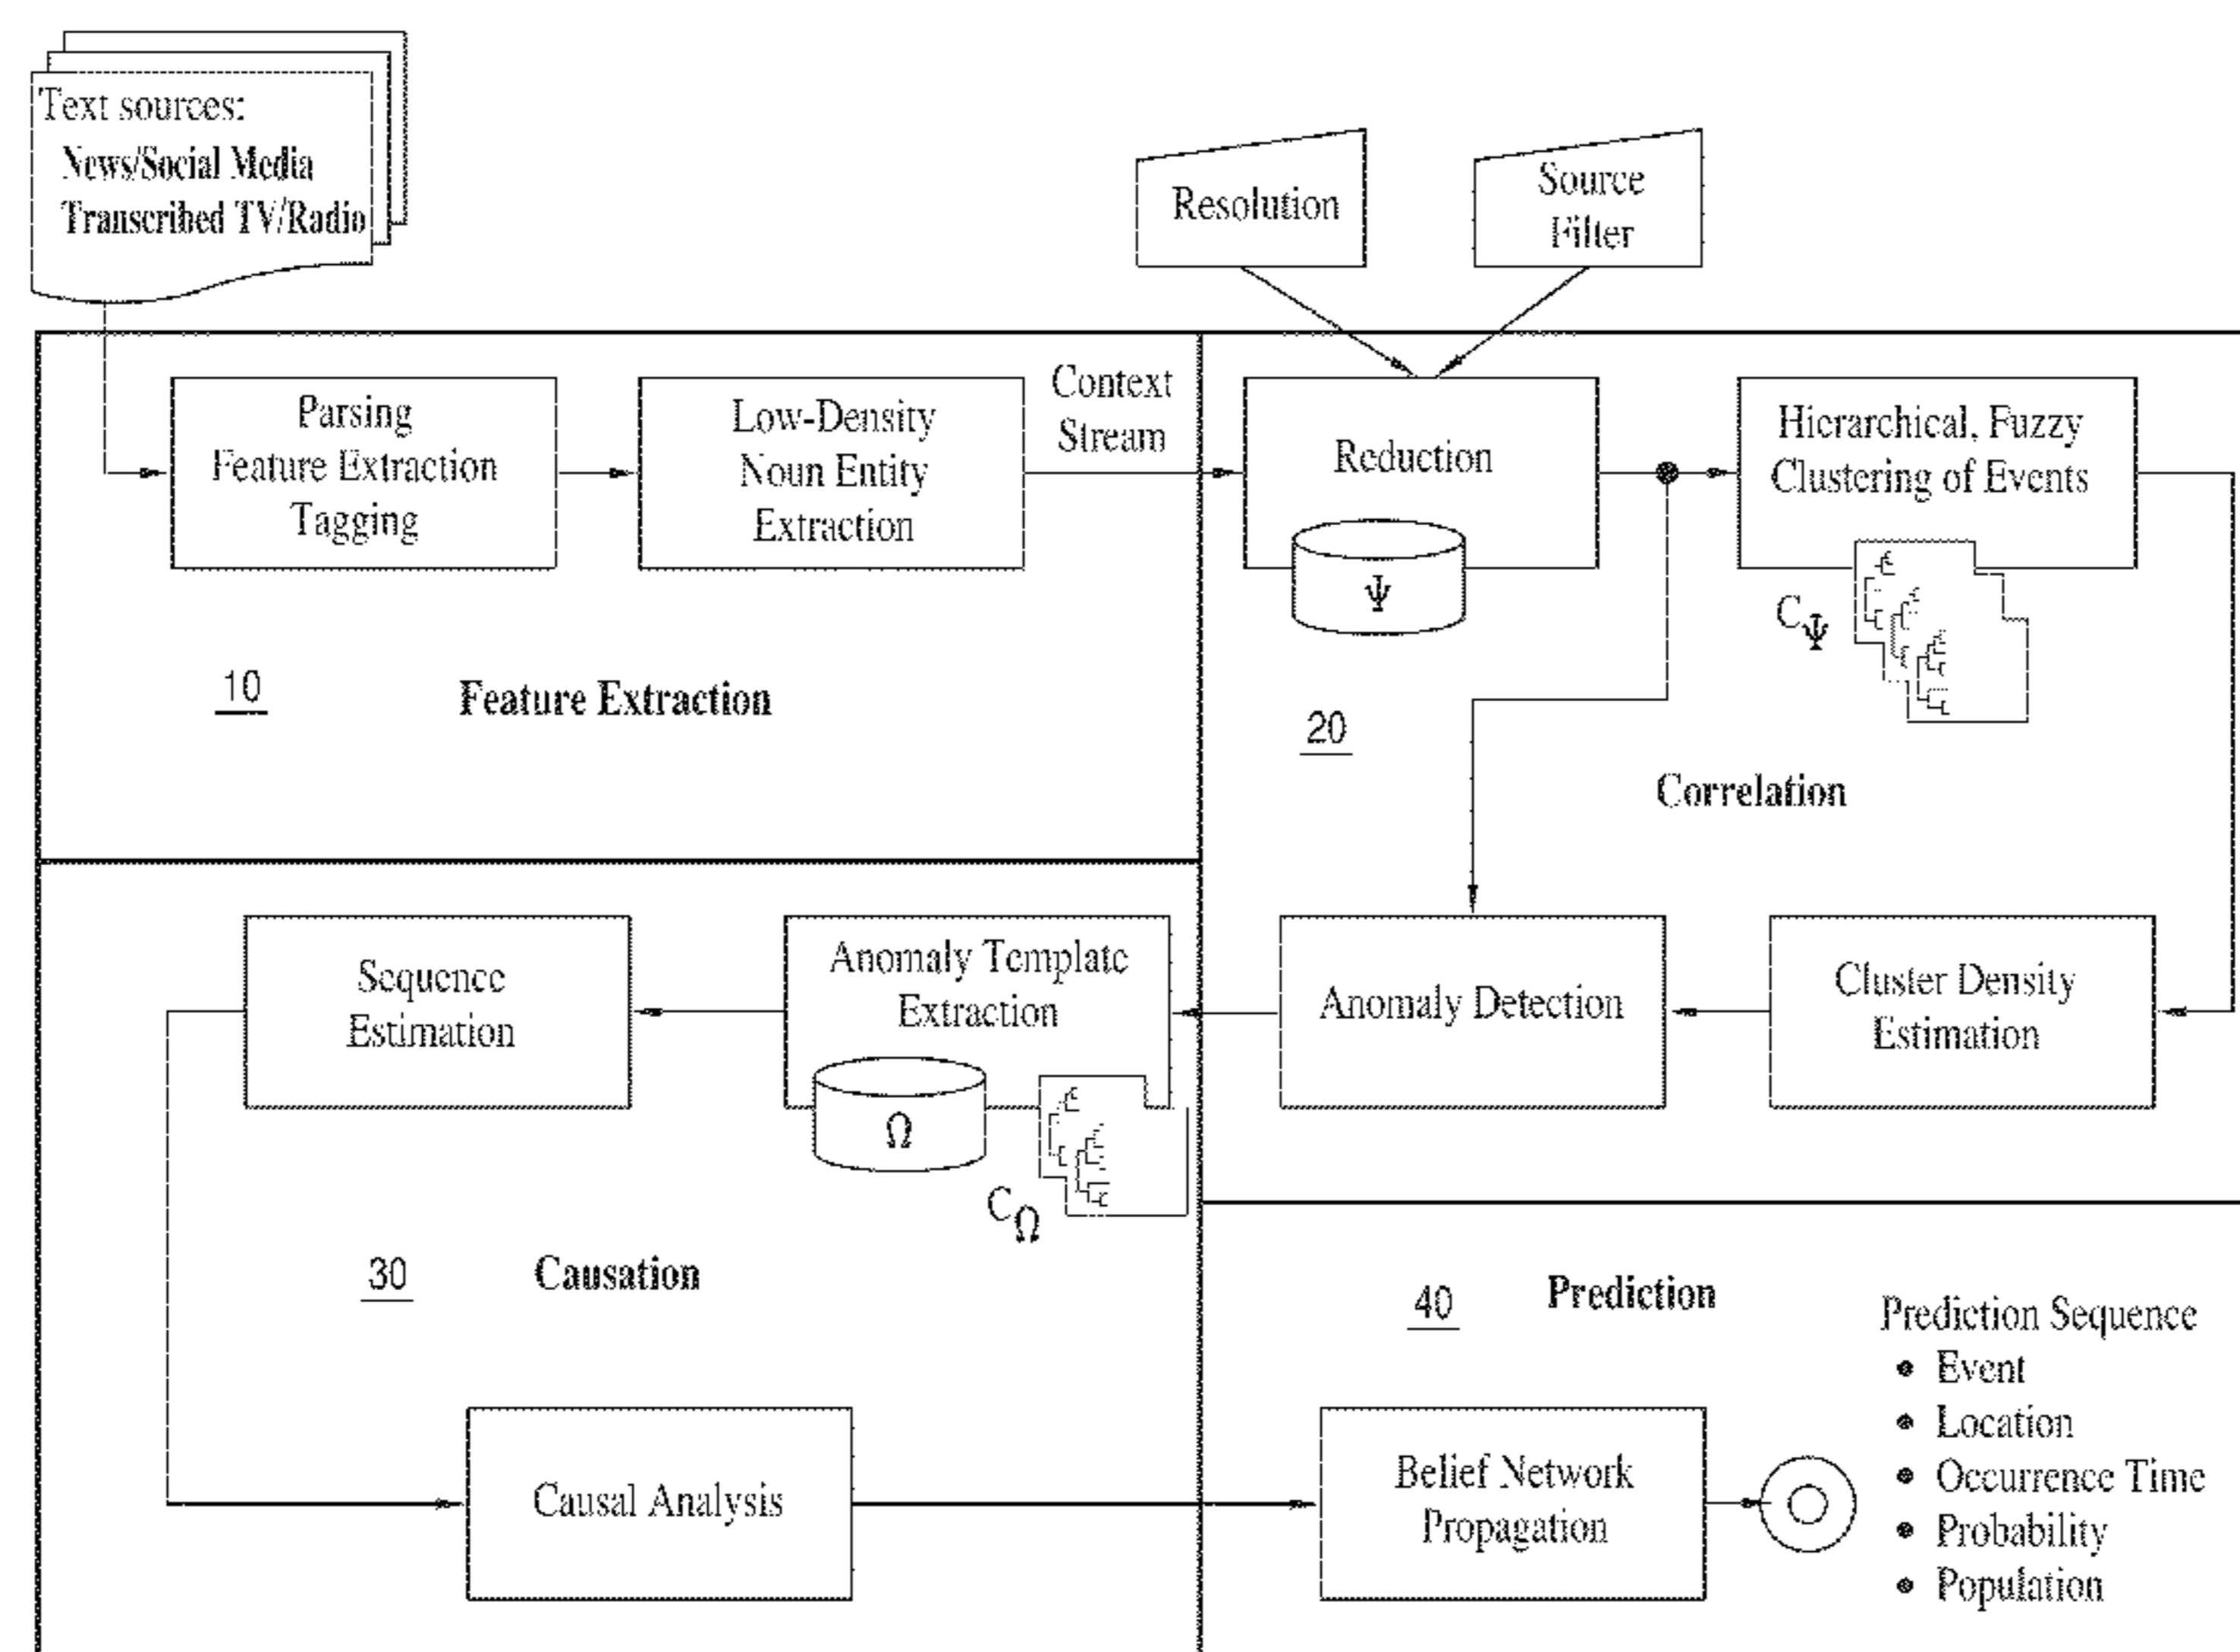 Text sources:
News/Social Media
Transcribed TV/Radio
Resolution
Source
Filter
Parsing
Feature Extraction
Tagging
Low-Density
Noun Entity
Extraction
Context
Stream
Reduction
Ψ
Hierarchical, Fuzzy
Clustering of Events
CΨ
10
Feature Extraction
20
Correlation
Sequence
Estimation
Anomaly Template
Extraction
Ω
CΩ
Anomaly Detection
Cluster Density
Estimation
30
Causation
40
Prediction
Prediction Sequence
• Event
• Location
• Occurrence Time
• Probability
• Population
Causal Analysis
Belief Network
Propagation